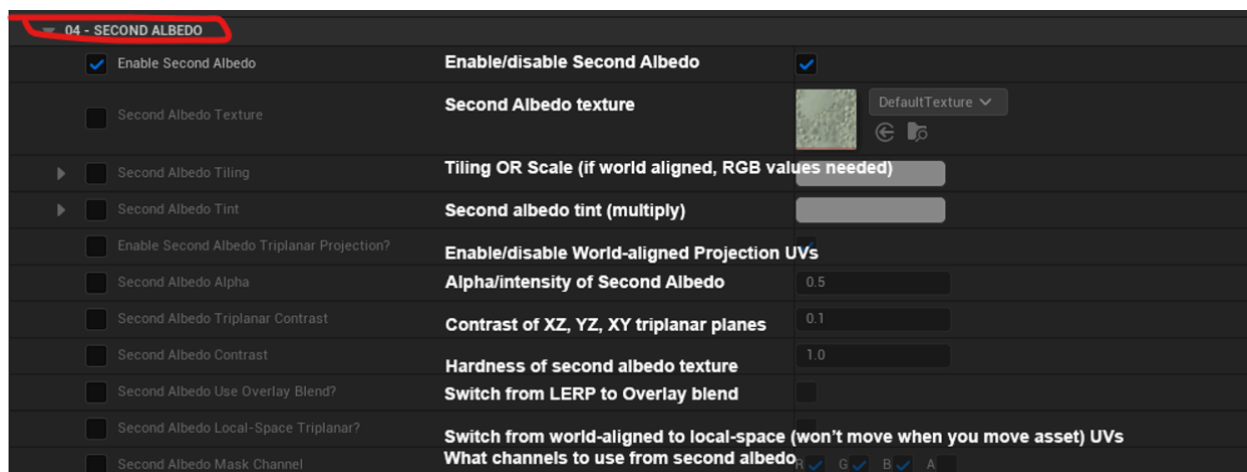 04 - SECOND ALBEDO
Enable Second Albedo Enable/disable Second Albedo
Second Albedo Texture Second Albedo texture DefaultTexture
Second Albedo Tiling Tiling OR Scale (if world aligned, RGB values needed)
Second Albedo Tint Second albedo tint (multiply)
Enable Second Albedo Triplanar Projection? Enable/disable World-aligned Projection UVs
Second Albedo Alpha Alpha/intensity of Second Albedo 0.5
Second Albedo Triplanar Contrast Contrast of XZ, YZ, XY triplanar planes 0.1
Second Albedo Contrast Hardness of second albedo texture 1.0
Second Albedo Use Overlay Blend? Switch from LERP to Overlay blend
Second Albedo Local-Space Triplanar? Switch from world-aligned to local-space (won't move when you move asset) UVs
Second Albedo Mask Channel What channels to use from second albedo R G B A